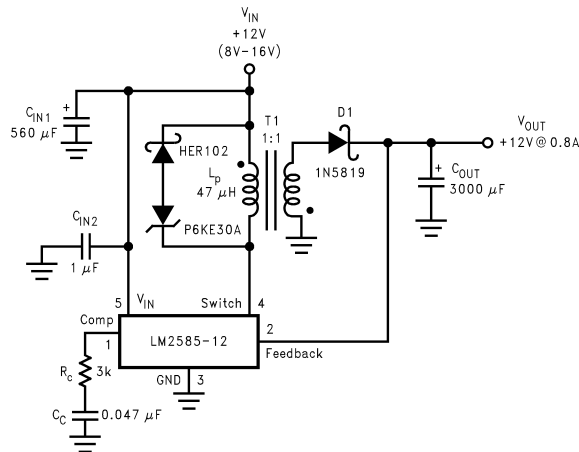 V_IN
+12V
(8V-16V)
T1
1:1
D1
V_OUT
+12V@0.8A
+
C_IN1
560 μF
HER102
L_p
47 μH
1N5819
+
C_OUT
3000 μF
P6KE30A
C_IN2
1 μF
5
V_IN
Switch
4
Comp
1
LM2585-12
2
Feedback
R_c
3k
GND
3
C_C
0.047 μF